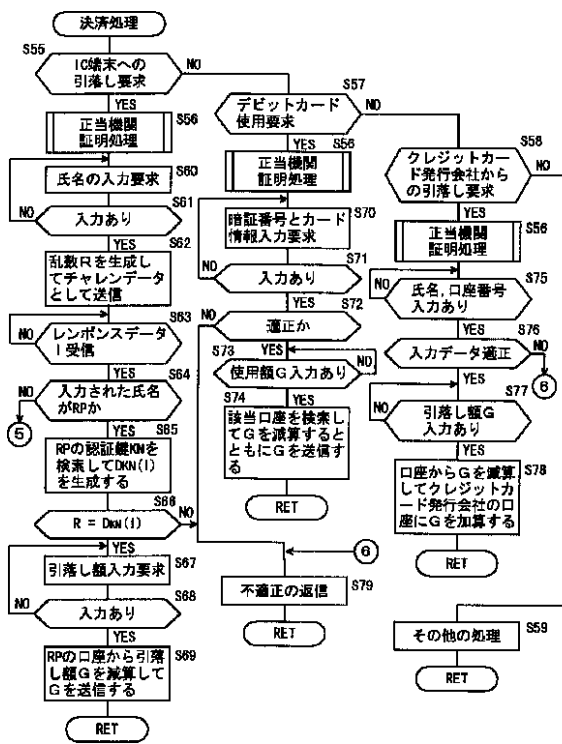 決済処理
S55
IC端末への
引落し要求
NO
YES
正当機関
証明処理
S56
氏名の入力要求
S60
S61
NO
入力あり
YES
S62
乱数Rを生成し
てチャレンデータ
として送信
S63
NO
レンポンスデータ
I受信
YES
S64
NO
入力された氏名
がRPか
5
YES
S65
RPの認証鍵KNを
検索してDKN(I)
を生成する
S66
R = DKN(I)
NO
YES
引落し額入力要求
S67
S68
NO
入力あり
YES
RPの口座から引落
し額Gを減算して
Gを送信する
S69
RET
S57
デビットカード
使用要求
NO
YES
S56
正当機関
証明処理
S70
暗証番号とカード
情報入力要求
S71
NO
入力あり
YES
S72
NO
適正か
S73
YES
使用額G入力あり
NO
S74
YES
該当口座を検索し
てGを減算すると
ともにGを送信す
る
RET
6
不適正の返信
S79
RET
S58
クレジットカー
ド発行会社から
の引落し要求
NO
YES
S56
正当機関
証明処理
S75
NO
氏名,口座番号
入力あり
YES
S76
入力データ適正
NO
6
YES
S77
NO
引落し額G
入力あり
YES
S78
口座からGを減算
してクレジットカ
ード発行会社の口
座にGを加算する
RET
その他の処理
S59
RET